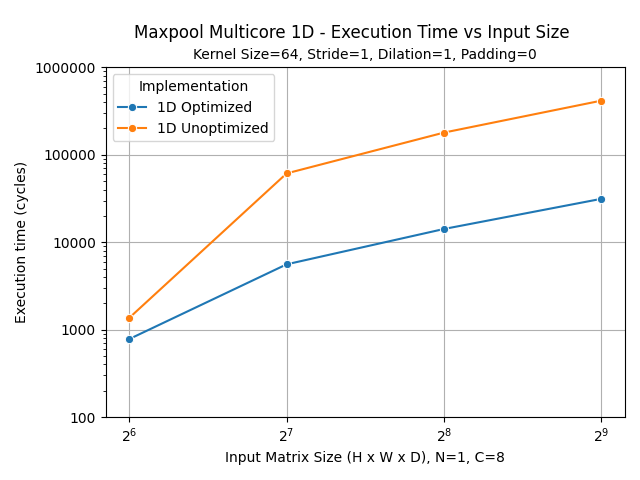 Maxpool Multicore 1D - Execution Time vs Input Size
Kernel Size=64, Stride=1, Dilation=1, Padding=0
Implementation
1D Optimized
1D Unoptimized
Execution time (cycles)
1000000
100000
10000
1000
100
2⁶ 2⁷ 2⁸ 2⁹
Input Matrix Size (H x W x D), N=1, C=8